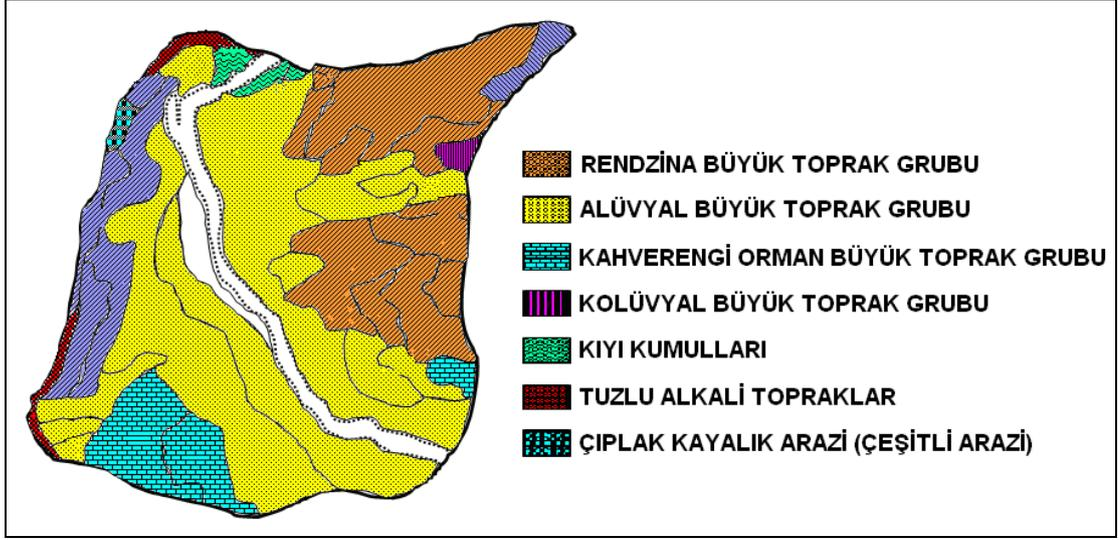 RENDZİNA BÜYÜK TOPRAK GRUBU
ALÜVYAL BÜYÜK TOPRAK GRUBU
KAHVERENGİ ORMAN BÜYÜK TOPRAK GRUBU
KOLÜVYAL BÜYÜK TOPRAK GRUBU
KIYI KUMULLARI
TUZLU ALKALİ TOPRAKLAR
ÇIPLAK KAYALIK ARAZİ (ÇEŞİTLİ ARAZİ)